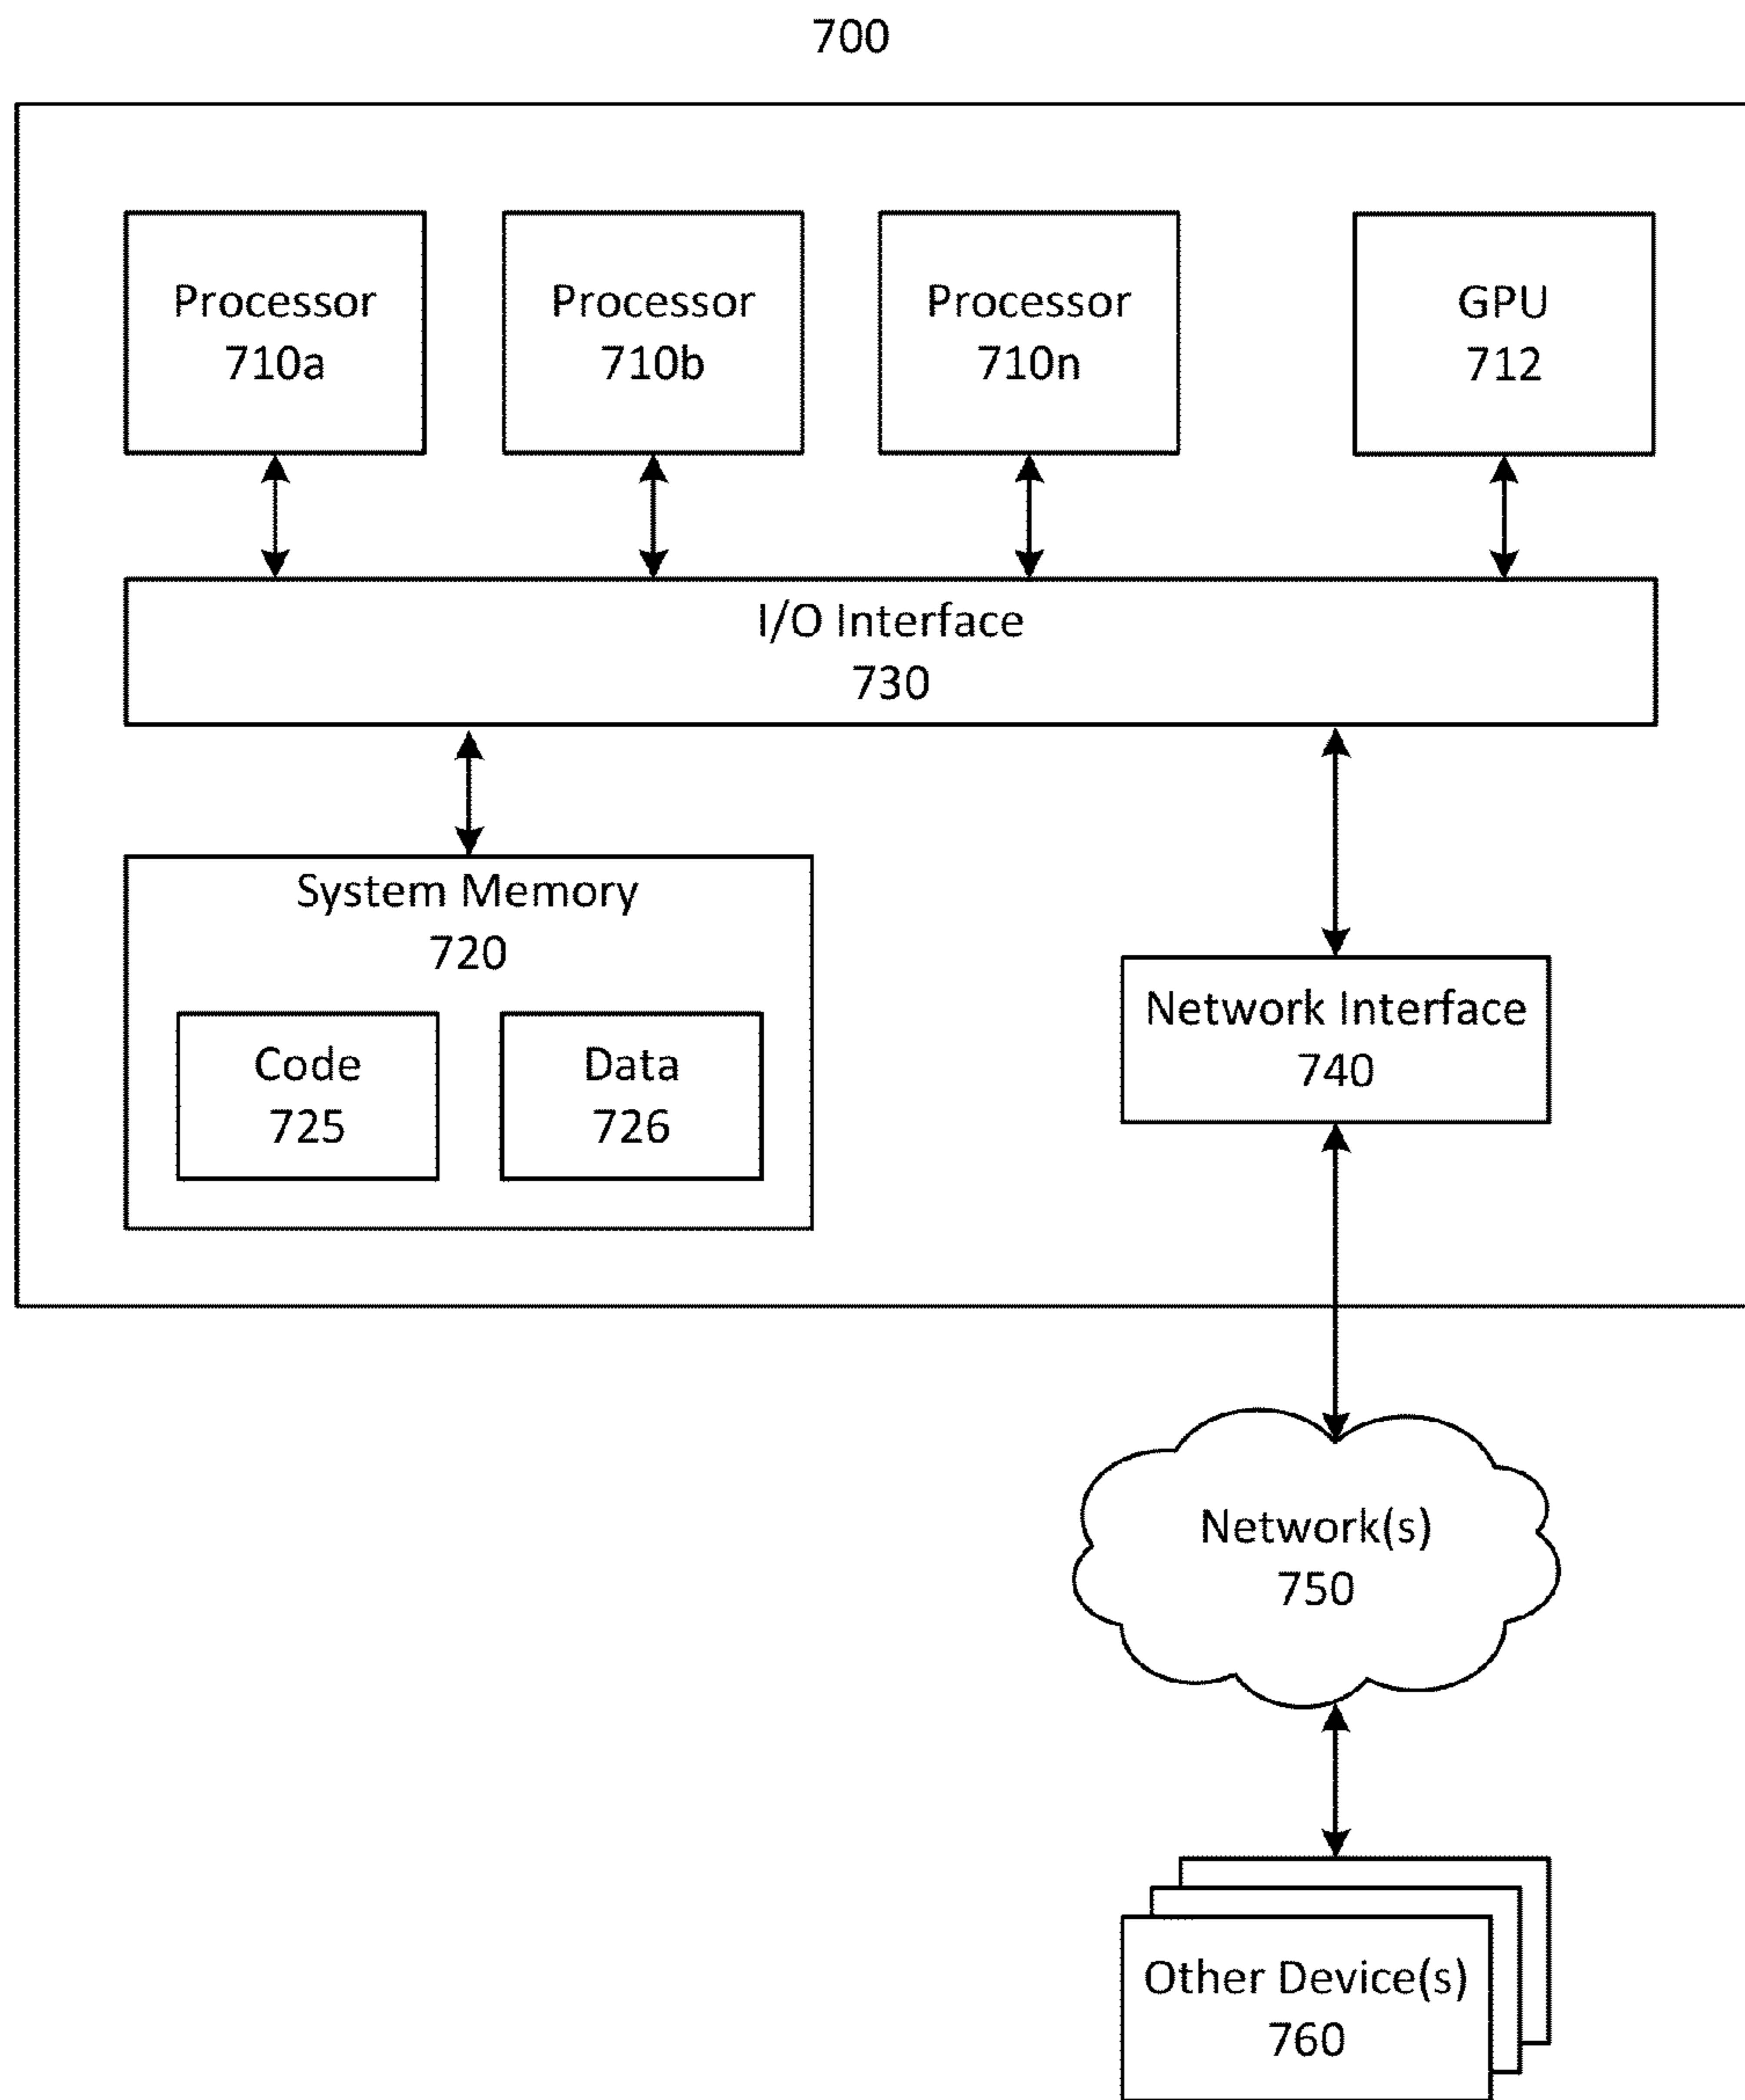 700
Processor
710a
Processor
710b
Processor
710n
GPU
712
I/O Interface
730
System Memory
720
Code
725
Data
726
Network Interface
740
Network(s)
750
Other Device(s)
760